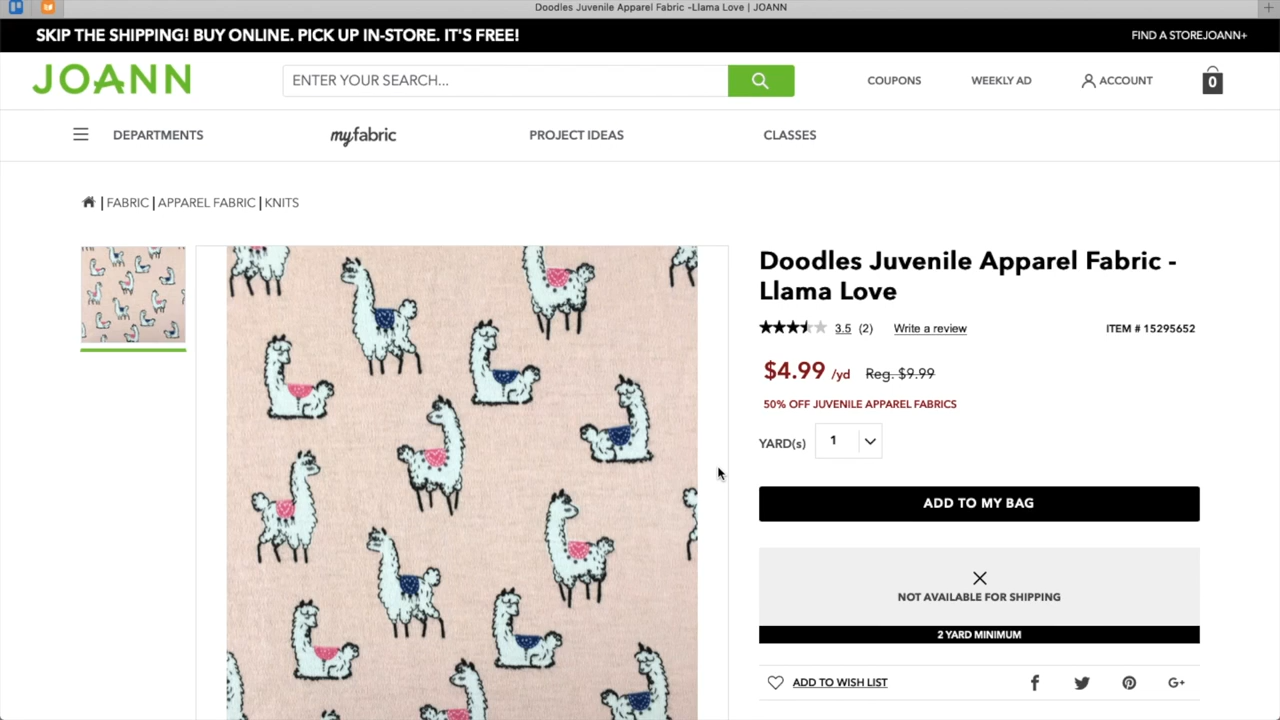 Doodles Juvenile Apparel Fabric -Llama Love | JOANN
SKIP THE SHIPPING! BUY ONLINE. PICK UP IN-STORE. IT'S FREE!
FIND A STOREJOANN+
JOANN
ENTER YOUR SEARCH...
COUPONS
WEEKLY AD
ACCOUNT
0
DEPARTMENTS
myfabric
PROJECT IDEAS
CLASSES
| FABRIC | APPAREL FABRIC | KNITS
Doodles Juvenile Apparel Fabric -
Llama Love
3.5 (2) Write a review
ITEM # 15295652
$4.99 /yd Reg. $9.99
50% OFF JUVENILE APPAREL FABRICS
YARD(s) 1
ADD TO MY BAG
NOT AVAILABLE FOR SHIPPING
2 YARD MINIMUM
ADD TO WISH LIST
G+